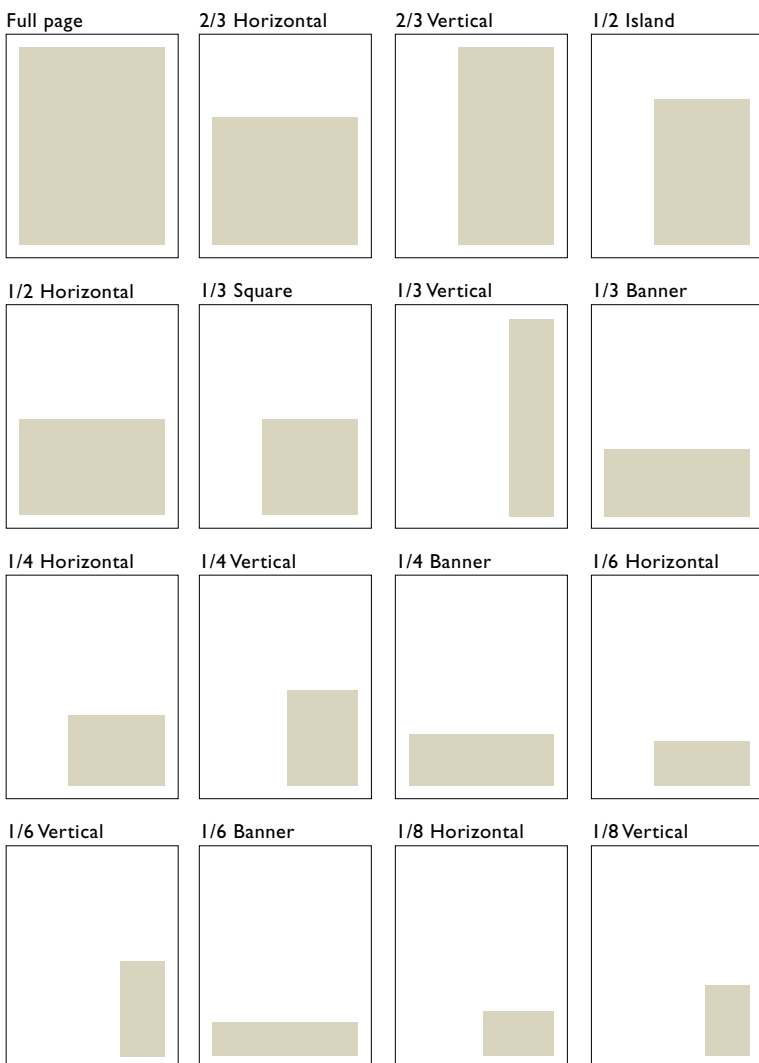 Full page
2/3 Horizontal
2/3 Vertical
1/2 Island
1/2 Horizontal
1/3 Square
1/3 Vertical
1/3 Banner
1/4 Horizontal
1/4 Vertical
1/4 Banner
1/6 Horizontal
1/6 Vertical
1/6 Banner
1/8 Horizontal
1/8 Vertical